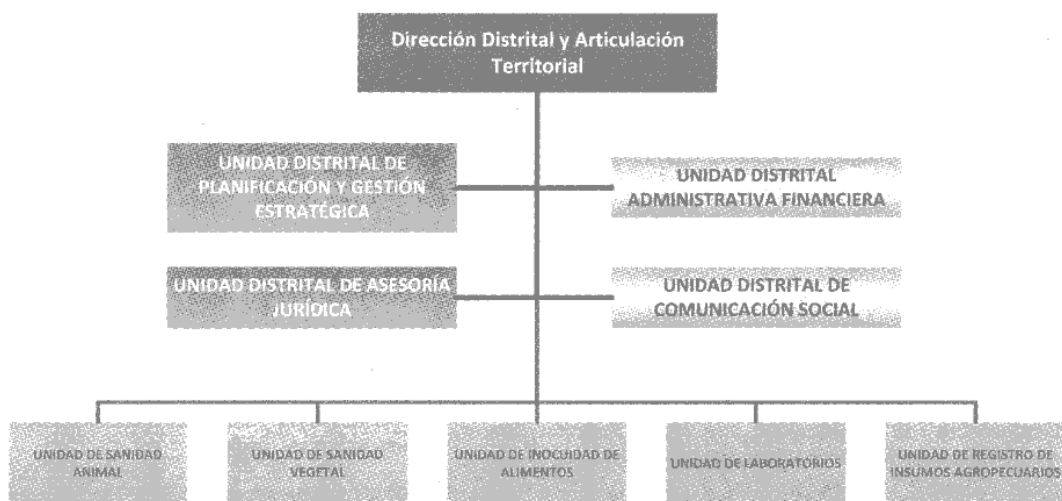 Dirección Distrital y Articulación
Territorial
UNIDAD DISTRITAL DE
PLANIFICACIÓN Y GESTIÓN
ESTRATÉGICA
UNIDAD DISTRITAL
ADMINISTRATIVA FINANCIERA
UNIDAD DISTRITAL DE ASESORÍA
JURÍDICA
UNIDAD DISTRITAL DE
COMUNICACIÓN SOCIAL
UNIDAD DE SANIDAD
ANIMAL
UNIDAD DE SANIDAD
VEGETAL
UNIDAD DE INOCUIDAD DE
ALIMENTOS
UNIDAD DE LABORATORIOS
UNIDAD DE REGISTRO DE
INSUMOS AGROPECUARIOS